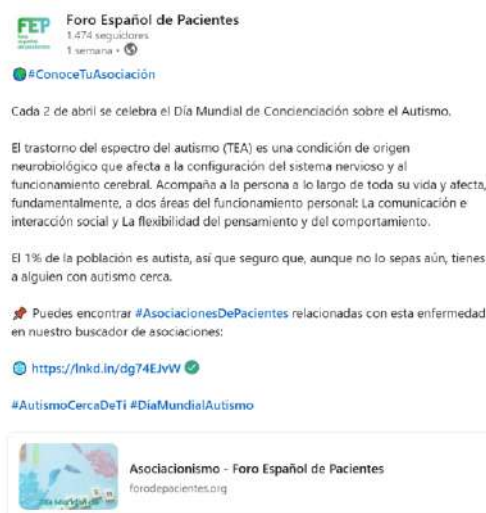 FEP
Foro Español de Pacientes
1.474 seguidores
1 semana •
#ConoceTuAsociación
Cada 2 de abril se celebra el Día Mundial de Concienciación sobre el Autismo.
El trastorno del espectro del autismo (TEA) es una condición de origen
neurobiológico que afecta a la configuración del sistema nervioso y al
funcionamiento cerebral. Acompaña a la persona a lo largo de toda su vida y afecta,
fundamentalmente, a dos áreas del funcionamiento personal: La comunicación e
interacción social y La flexibilidad del pensamiento y del comportamiento.
El 1% de la población es autista, así que seguro que, aunque no lo sepas aún, tienes
a alguien con autismo cerca.
Puedes encontrar #AsociacionesDePacientes relacionadas con esta enfermedad
en nuestro buscador de asociaciones:
https://lnkd.in/dg74EJvW
#AutismoCercaDeTi #DíaMundialAutismo
Asociacionismo - Foro Español de Pacientes
forodepacientes.org